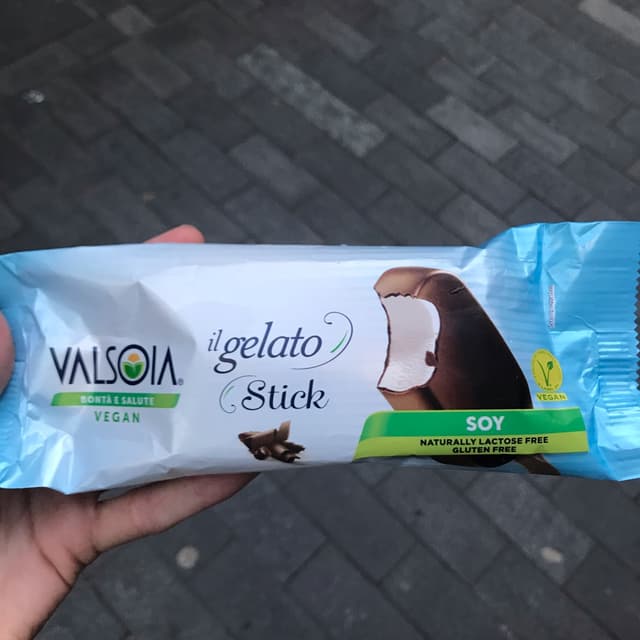 VALSOIA®
BONTÀ E SALUTE
VEGAN
il gelato
Stick
V
VEGAN
SOY
NATURALLY LACTOSE FREE
GLUTEN FREE